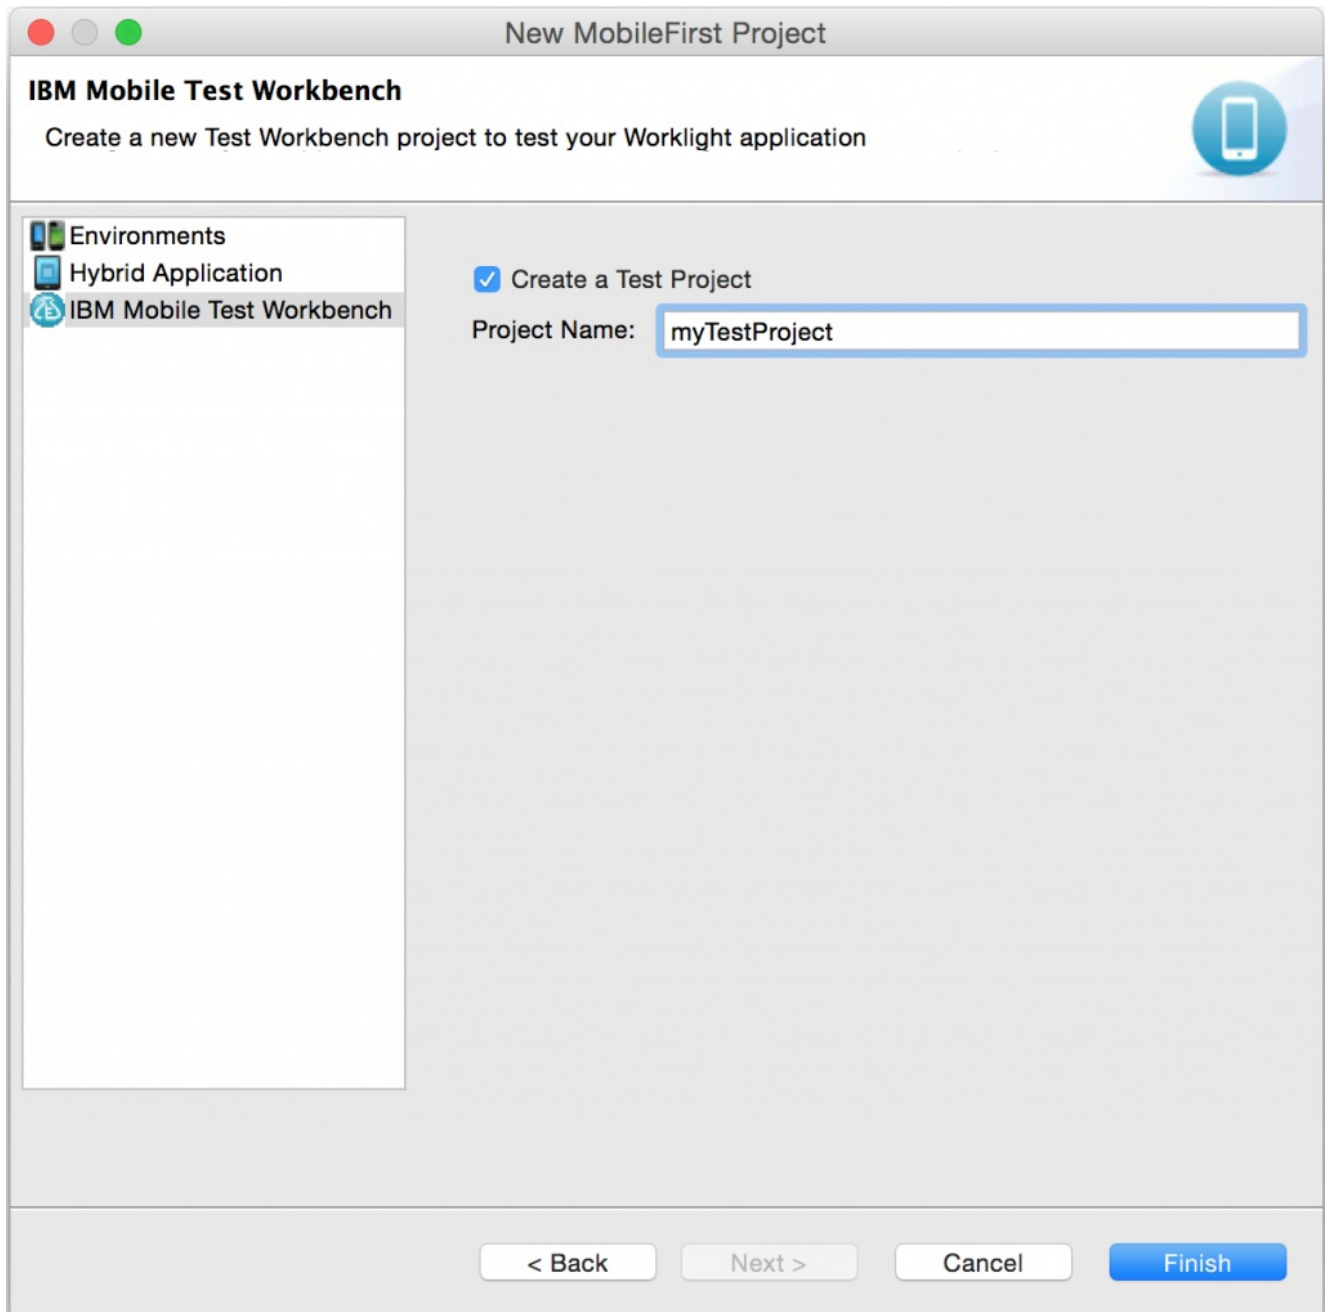 New MobileFirst Project
IBM Mobile Test Workbench
Create a new Test Workbench project to test your Worklight application
Environments
Hybrid Application
IBM Mobile Test Workbench
Create a Test Project
Project Name: myTestProject
< Back Next > Cancel Finish